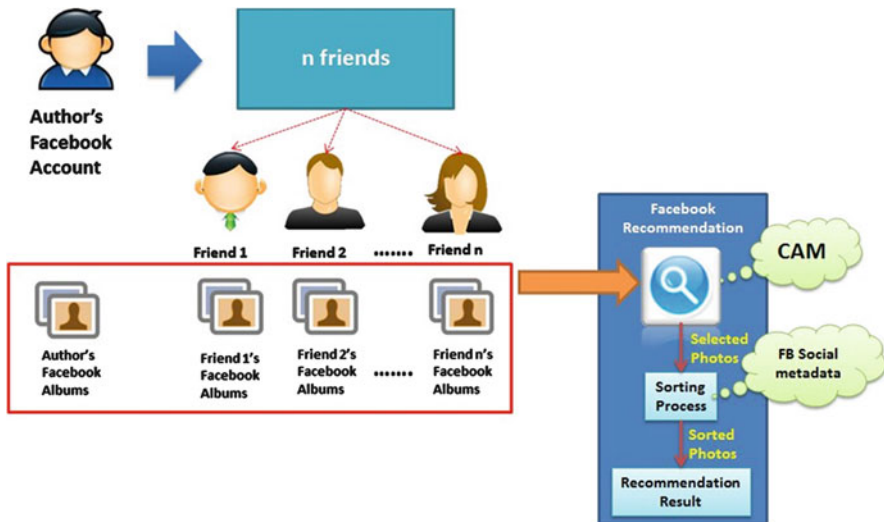 n friends
Author's
Facebook
Account
Friend 1
Friend 2
.......
Friend n
Author's
Facebook
Albums
Friend 1's
Facebook
Albums
Friend 2's
Facebook
Albums
.......
Friend n's
Facebook
Albums
Facebook
Recommendation
CAM
Selected
Photos
FB Social
metadata
Sorting
Process
Sorted
Photos
Recommendation
Result